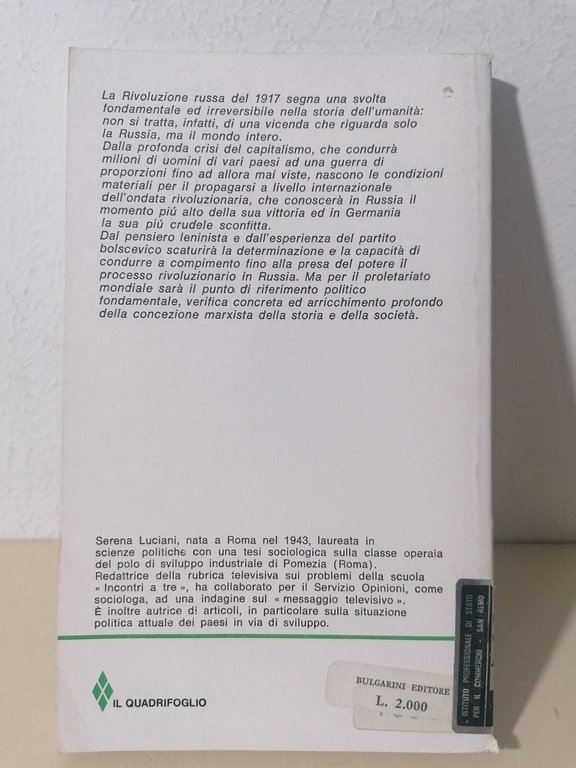 La Rivoluzione russa del 1917 segna una svolta
fondamentale ed irreversibile nella storia dell'umanità:
non si tratta, infatti, di una vicenda che riguarda solo
la Russia, ma il mondo intero.
Dalla profonda crisi del capitalismo, che condurrà
milioni di uomini di vari paesi ad una guerra di
proporzioni fino ad allora mai viste, nascono le condizioni
materiali per il propagarsi a livello internazionale
dell'ondata rivoluzionaria, che conoscerà in Russia il
momento piú alto della sua vittoria ed in Germania
la sua piú crudele sconfitta.
Dal pensiero leninista e dall'esperienza del partito
bolscevico scaturirà la determinazione e la capacità di
condurre a compimento fino alla presa del potere il
processo rivoluzionario in Russia. Ma per il proletariato
mondiale sarà il punto di riferimento politico
fondamentale, verifica concreta ed arricchimento profondo
della concezione marxista della storia e della società.
Serena Luciani, nata a Roma nel 1943, laureata in
scienze politiche con una tesi sociologica sulla classe operaia
del polo di sviluppo industriale di Pomezia (Roma).
Redattrice della rubrica televisiva sui problemi della scuola
« Incontri a tre », ha collaborato per il Servizio Opinioni, come
sociologa, ad una indagine sul « messaggio televisivo ».
È inoltre autrice di articoli, in particolare sulla situazione
politica attuale dei paesi in via di sviluppo.
IL QUADRIFOGLIO
BULGARINI EDITORE
L. 2.000
ISTITUTO PROFESSIONALE DI STATO
PER IL COMMERCIO - SAN REMO